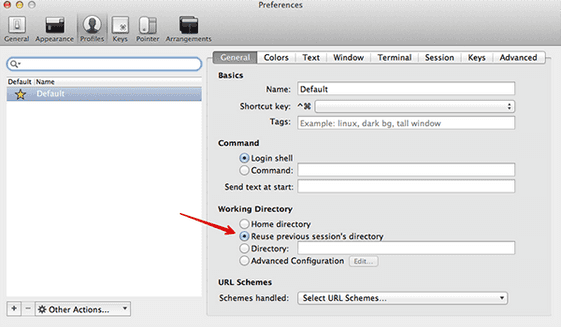 Preferences
General Appearance Profiles Keys Pointer Arrangements
Default Name
Default
General Colors Text Window Terminal Session Keys Advanced
Basics
Name: Default
Shortcut key: ^⌘
Tags: Example: linux, dark bg, tall window
Command
Login shell
Command:
Send text at start:
Working Directory
Home directory
Reuse previous session's directory
Directory:
Advanced Configuration Edit...
URL Schemes
Schemes handled: Select URL Schemes...
+ - Other Actions...